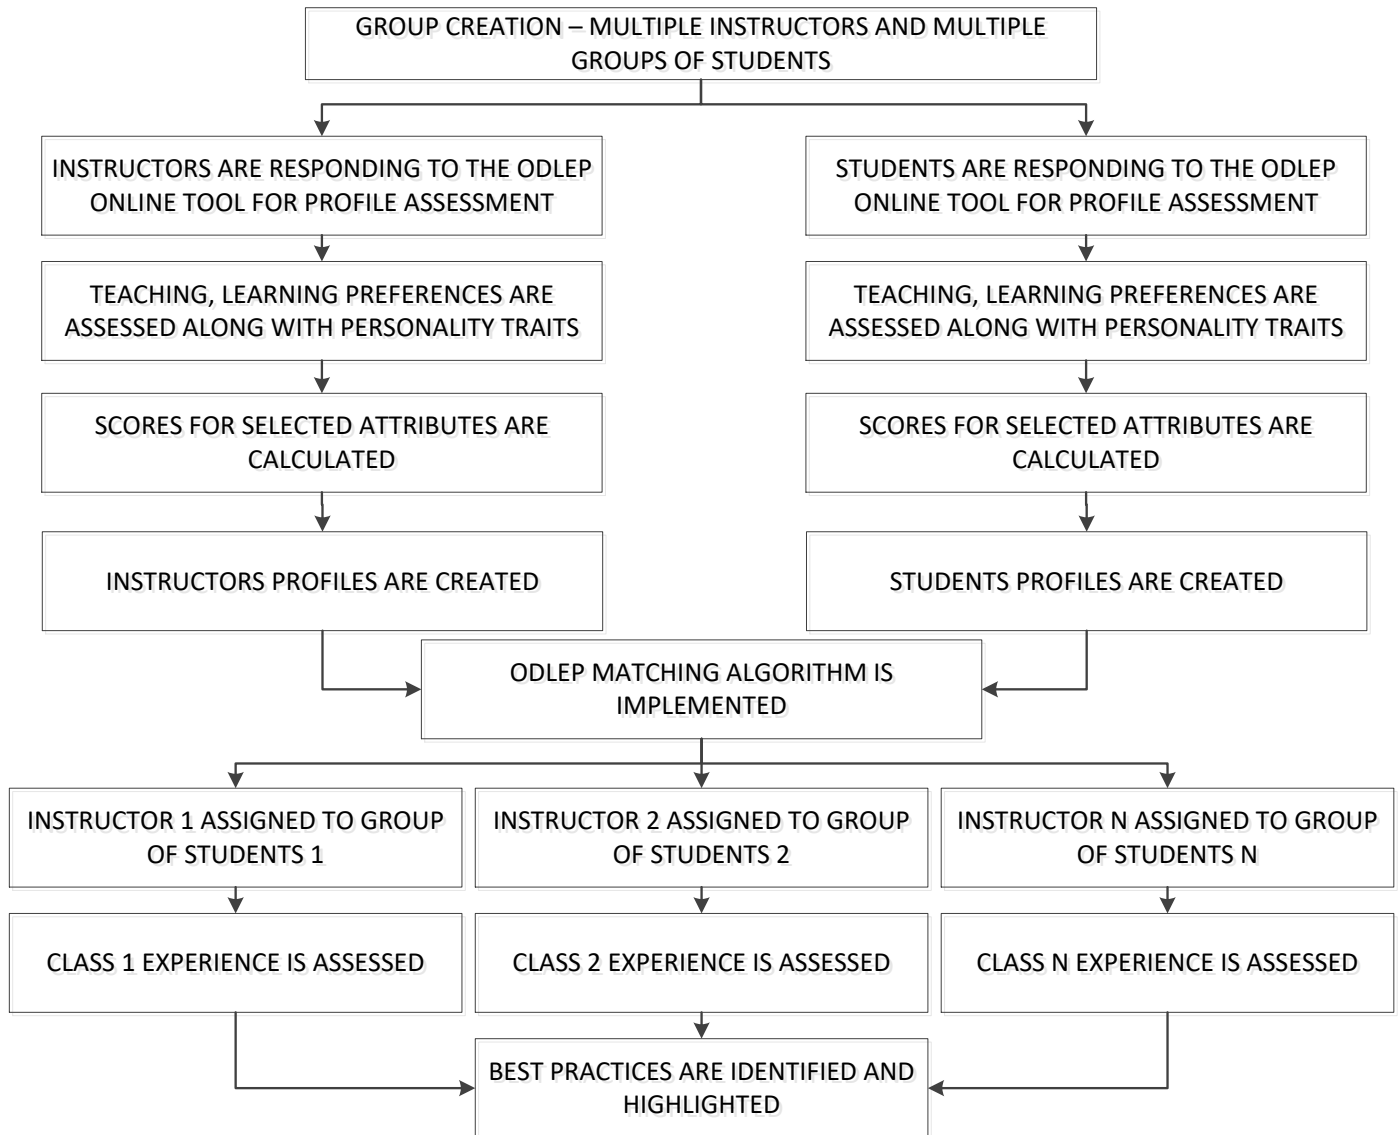 GROUP CREATION – MULTIPLE INSTRUCTORS AND MULTIPLE
GROUPS OF STUDENTS
INSTRUCTORS ARE RESPONDING TO THE ODLEP
ONLINE TOOL FOR PROFILE ASSESSMENT
STUDENTS ARE RESPONDING TO THE ODLEP
ONLINE TOOL FOR PROFILE ASSESSMENT
TEACHING, LEARNING PREFERENCES ARE
ASSESSED ALONG WITH PERSONALITY TRAITS
TEACHING, LEARNING PREFERENCES ARE
ASSESSED ALONG WITH PERSONALITY TRAITS
SCORES FOR SELECTED ATTRIBUTES ARE
CALCULATED
SCORES FOR SELECTED ATTRIBUTES ARE
CALCULATED
INSTRUCTORS PROFILES ARE CREATED
STUDENTS PROFILES ARE CREATED
ODLEP MATCHING ALGORITHM IS
IMPLEMENTED
INSTRUCTOR 1 ASSIGNED TO GROUP
OF STUDENTS 1
INSTRUCTOR 2 ASSIGNED TO GROUP
OF STUDENTS 2
INSTRUCTOR N ASSIGNED TO GROUP
OF STUDENTS N
CLASS 1 EXPERIENCE IS ASSESSED
CLASS 2 EXPERIENCE IS ASSESSED
CLASS N EXPERIENCE IS ASSESSED
BEST PRACTICES ARE IDENTIFIED AND
HIGHLIGHTED